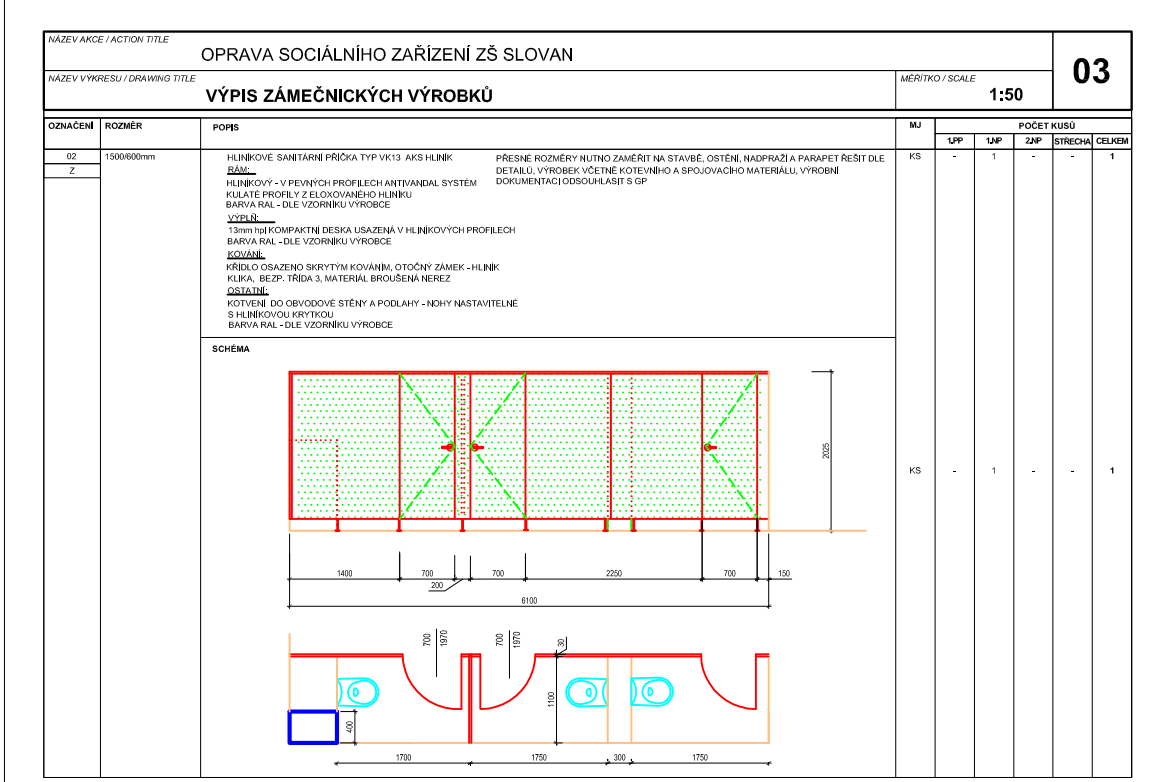 NÁZEV AKCE / ACTION TITLE
OPRAVA SOCIÁLNÍHO ZAŘÍZENÍ ZŠ SLOVAN
03
NÁZEV VÝKRESU / DRAWING TITLE
VÝPIS ZÁMEČNICKÝCH VÝROBKŮ
MĚŘÍTKO / SCALE
1:50
OZNAČENÍ ROZMĚR POPIS MJ POČET KUSŮ
1.PP 1.NP 2.NP STŘECHA CELKEM
02 1500/600mm
Z
KS - 1 - - 1
HLINÍKOVÉ SANITÁRNÍ PŘÍČKA TYP VK13 AKS HLINÍK
RÁM:
HLINÍKOVÝ - V PEVNÝCH PROFILECH ANTIVANDAL SYSTÉM
KULATÉ PROFILY Z ELOXOVANÉHO HLINÍKU
BARVA RAL - DLE VZORNÍKU VÝROBCE
VÝPLŇ:
13mm hpl KOMPAKTNÍ DESKA USAZENÁ V HLINÍKOVÝCH PROFILECH
BARVA RAL - DLE VZORNÍKU VÝROBCE
KOVÁNÍ:
KŘÍDLO OSAZENO SKRYTÝM KOVÁNÍM, OTOČNÝ ZÁMEK - HLINÍK
KLIKA, BEZP. TŘÍDA 3, MATERIÁL BROUŠENÁ NEREZ
OSTATNÍ:
KOTVENÍ DO OBVODOVÉ STĚNY A PODLAHY - NOHY NASTAVITELNÉ
S HLINÍKOVOU KRYTKOU
BARVA RAL - DLE VZORNÍKU VÝROBCE
PŘESNÉ ROZMĚRY NUTNO ZAMĚŘIT NA STAVBĚ, OSTĚNÍ, NADPRAŽÍ A PARAPET ŘEŠIT DLE
DETAILŮ, VÝROBEK VČETNĚ KOTEVNÍHO A SPOJOVACÍHO MATERIÁLU, VÝROBNÍ
DOKUMENTACI ODSOUHLASIT S GP
SCHÉMA
2025
KS - 1 - - 1
1400 700 700 2250 700 150
200
6100
700
1970
700
1970
30
1100
400
1700 1750 300 1750